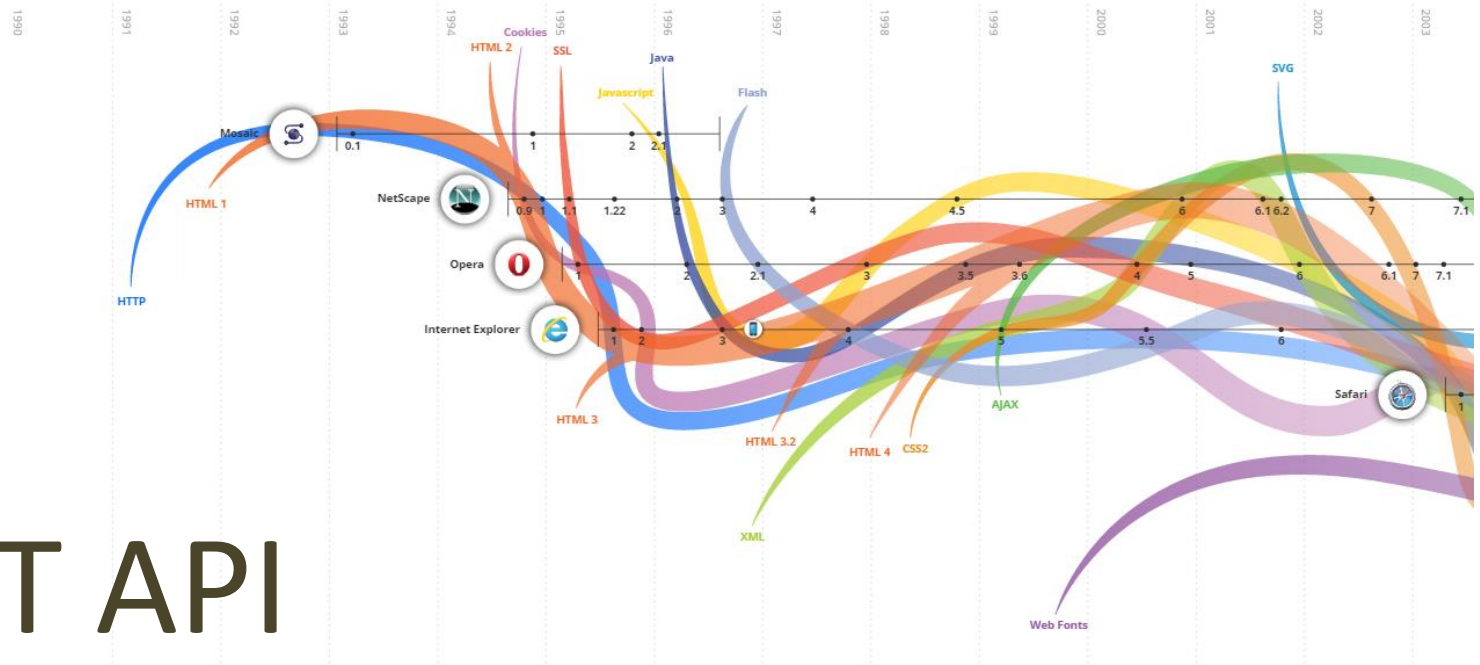 1990 1991 1992 1993 1994 1995 1996 1997 1998 1999 2000 2001 2002 2003
Cookies
HTML 2
SSL
Java
SVG
Javascript
Flash
Mosaic
0.1 1 2 2.1
NetScape
N
0.9 1 1.1 1.22 2 3 4 4.5 6 6.1 6.2 7 7.1
HTML 1
Opera
1 2 2.1 3 3.5 3.6 4 5 6 6.1 7 7.1
HTTP
Internet Explorer
1 2 3 4 5 5.5 6
Safari
1
AJAX
HTML 3
HTML 3.2
HTML 4
CSS2
XML
T API
Web Fonts